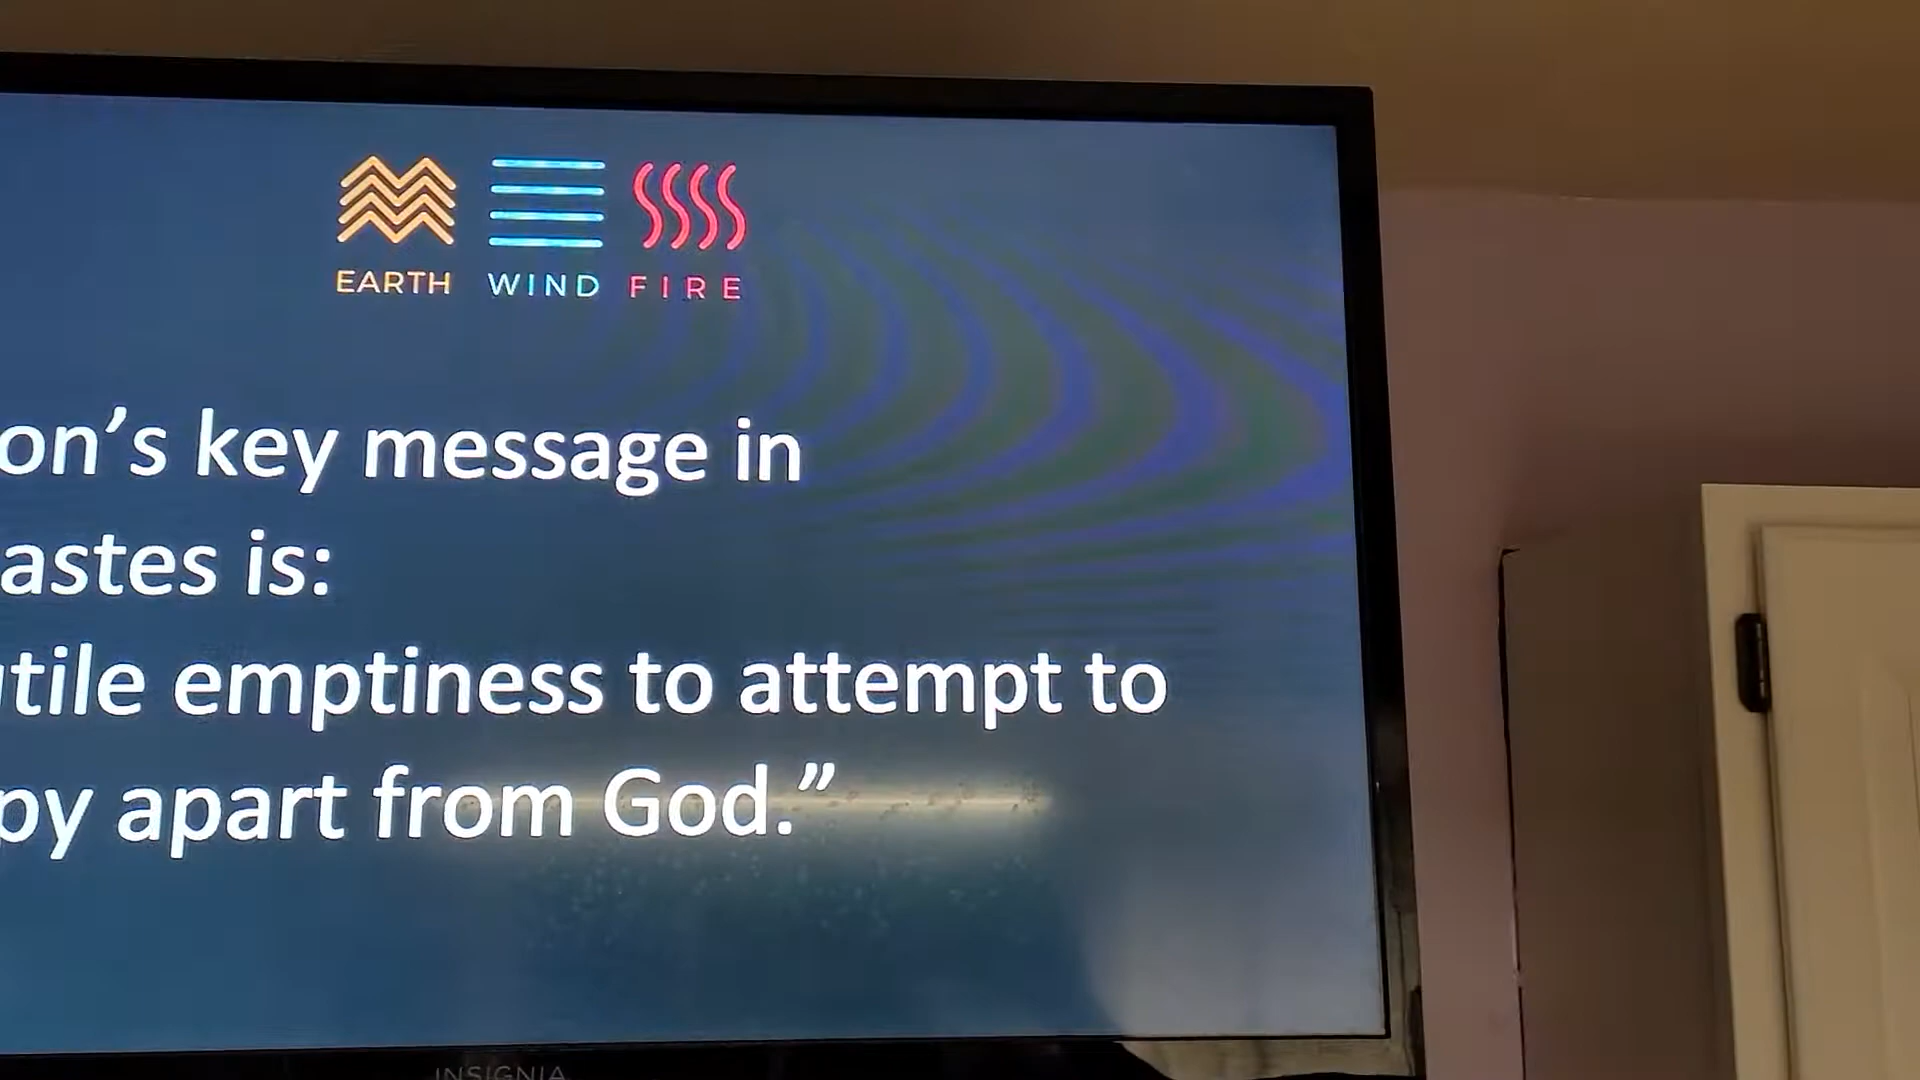 EARTH WIND FIRE
on's key message in
astes is:
tile emptiness to attempt to
py apart from God.”
INSIGNIA